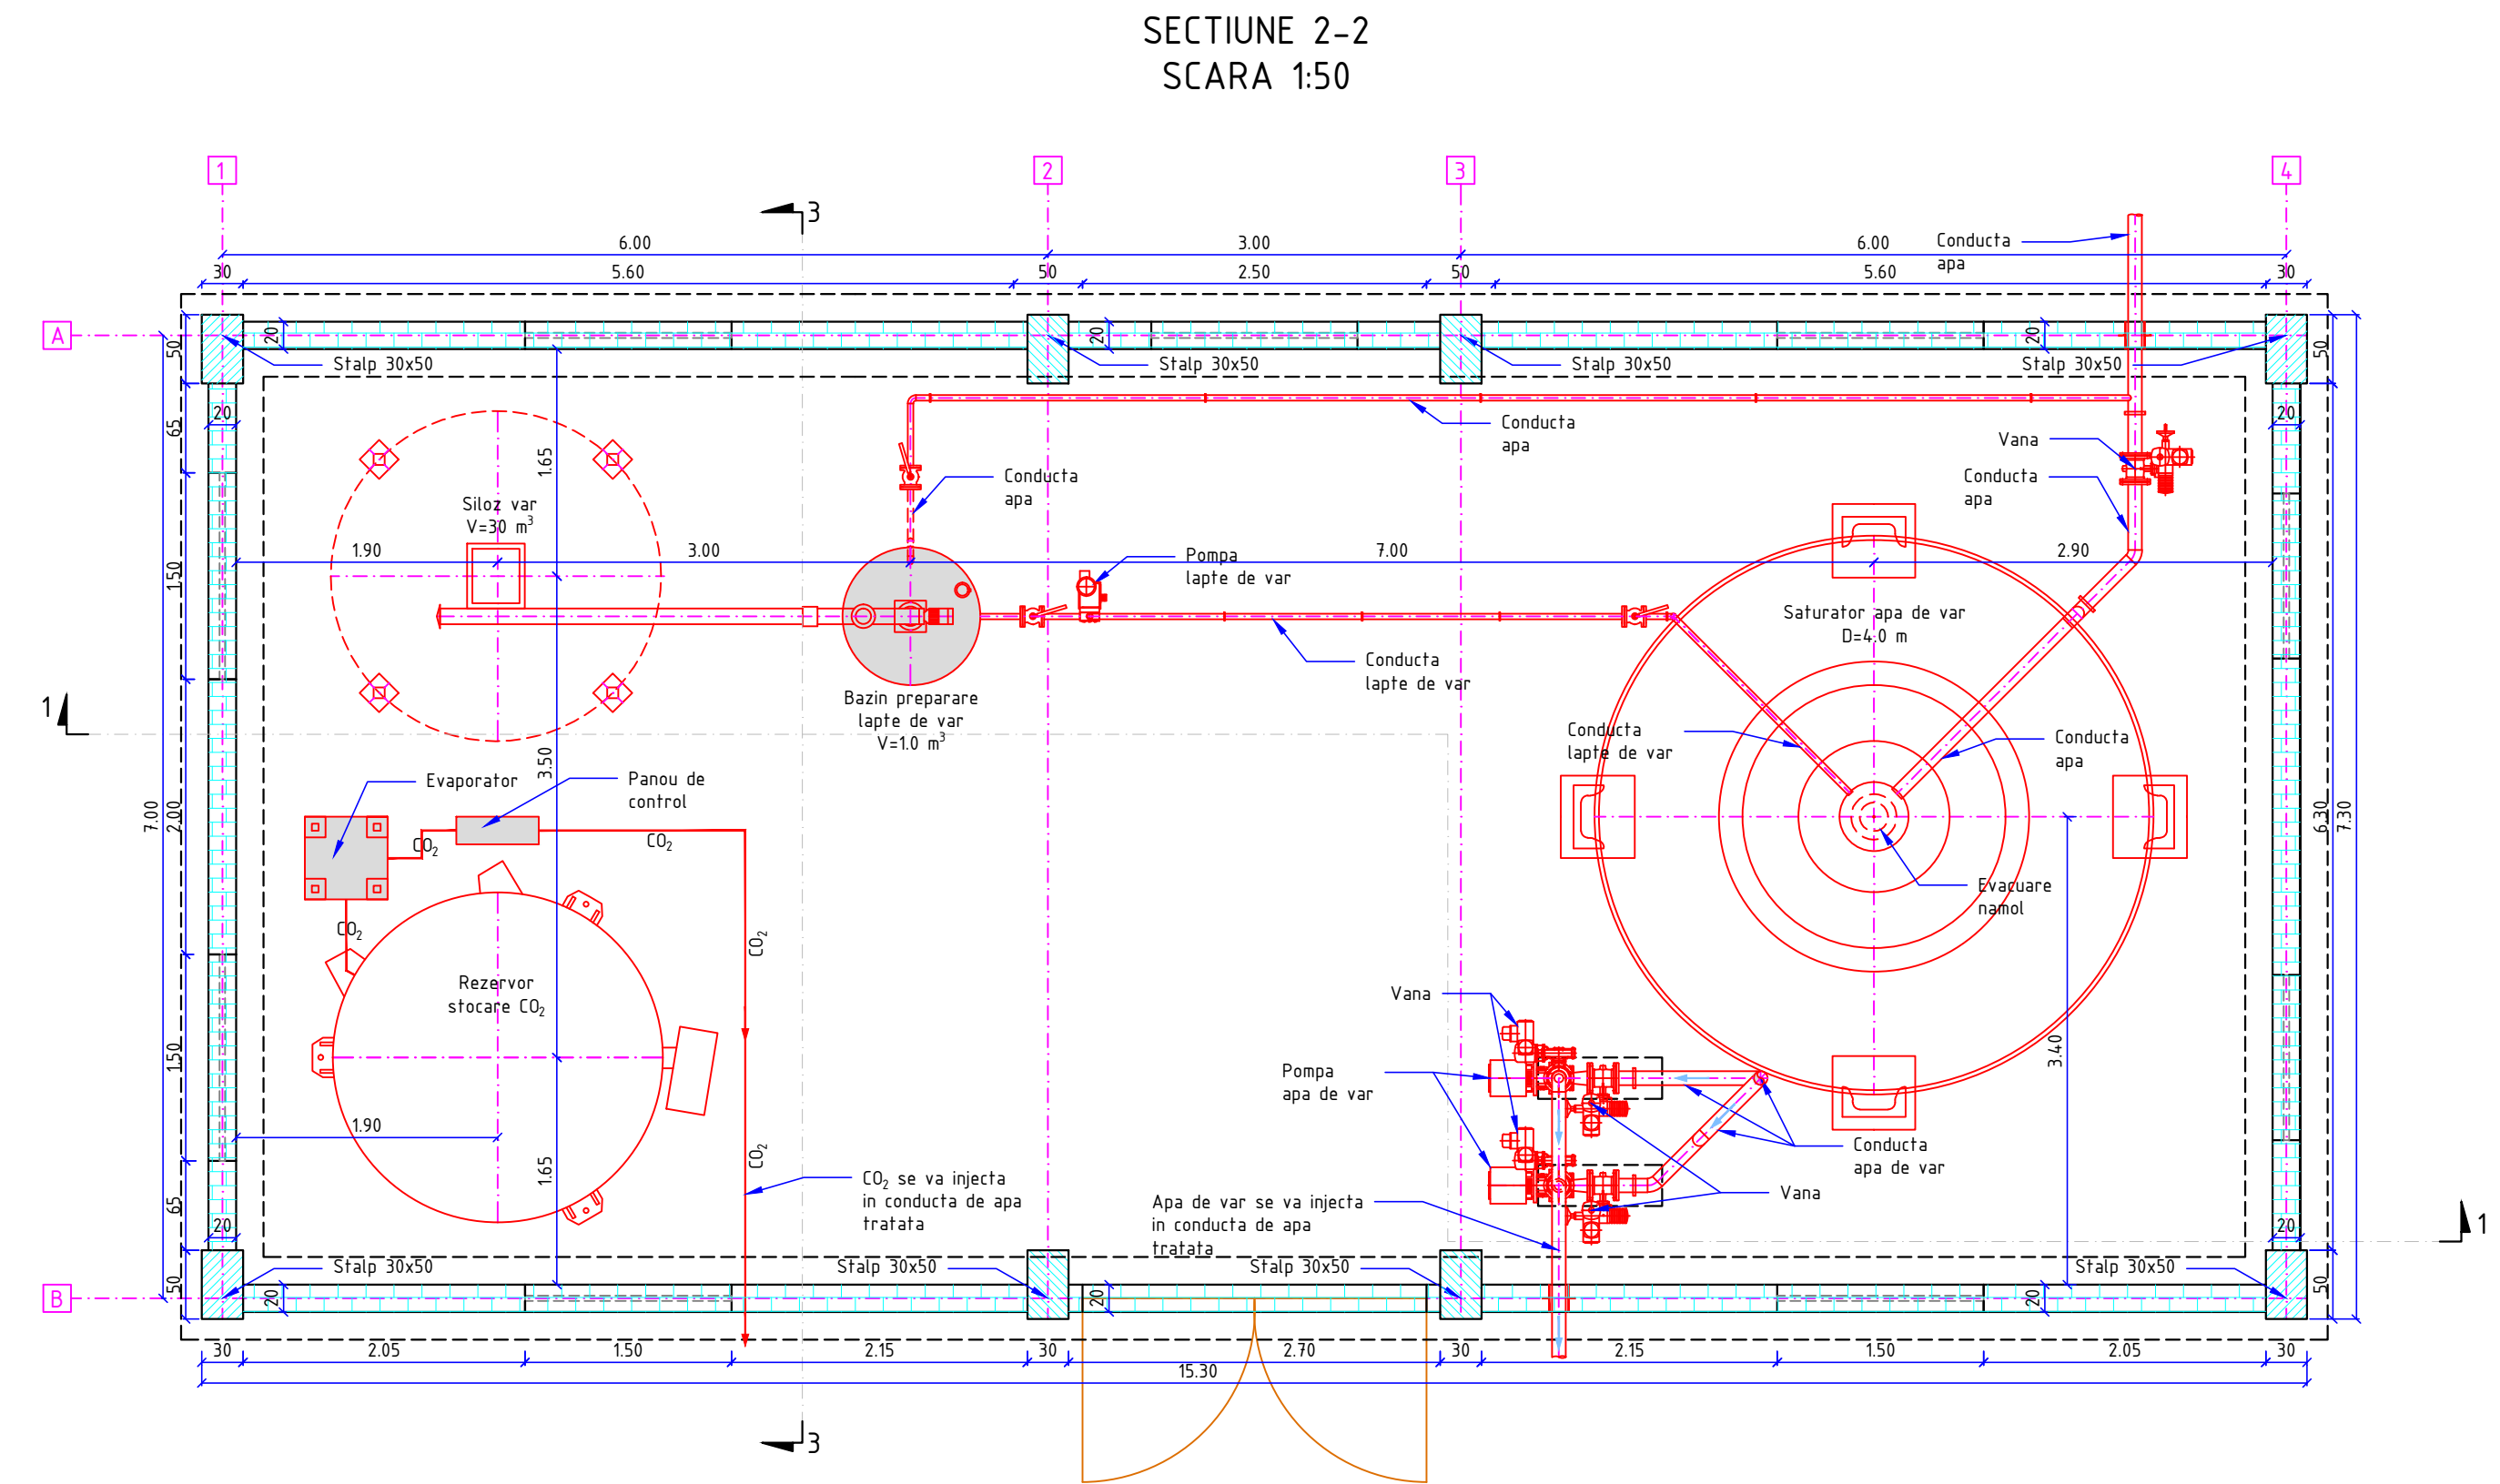 SECTIUNE 2-2
SCARA 1:50
1
2
3
4
3
6.00
3.00
6.00
Conducta
apa
30
5.60
50
2.50
50
5.60
30
A
20
20
20
50
50
Stalp 30x50
Stalp 30x50
Stalp 30x50
Stalp 30x50
20
65
Conducta
apa
20
Vana
1.65
Conducta
apa
Conducta
apa
Siloz var
V=30 m³
1.90
3.00
7.00
2.90
150
Pompa
lapte de var
Saturator apa de var
D=4.0 m
Conducta
lapte de var
Bazin preparare
lapte de var
V=1.0 m³
1
Conducta
lapte de var
Conducta
apa
3.50
Evaporator
Panou de
control
7.00
2.00
6.30
7.30
CO₂
CO₂
Evacuare
namol
CO₂
CO₂
Rezervor
stocare CO₂
Vana
150
3.40
Pompa
apa de var
1.90
Conducta
apa de var
CO₂
1.65
CO₂ se va injecta
in conducta de apa
tratata
Apa de var se va injecta
in conducta de apa
tratata
Vana
65
20
20
1
Stalp 30x50
Stalp 30x50
Stalp 30x50
Stalp 30x50
50
50
B
20
20
20
30
2.05
1.50
2.15
30
2.70
30
2.15
1.50
2.05
30
15.30
3